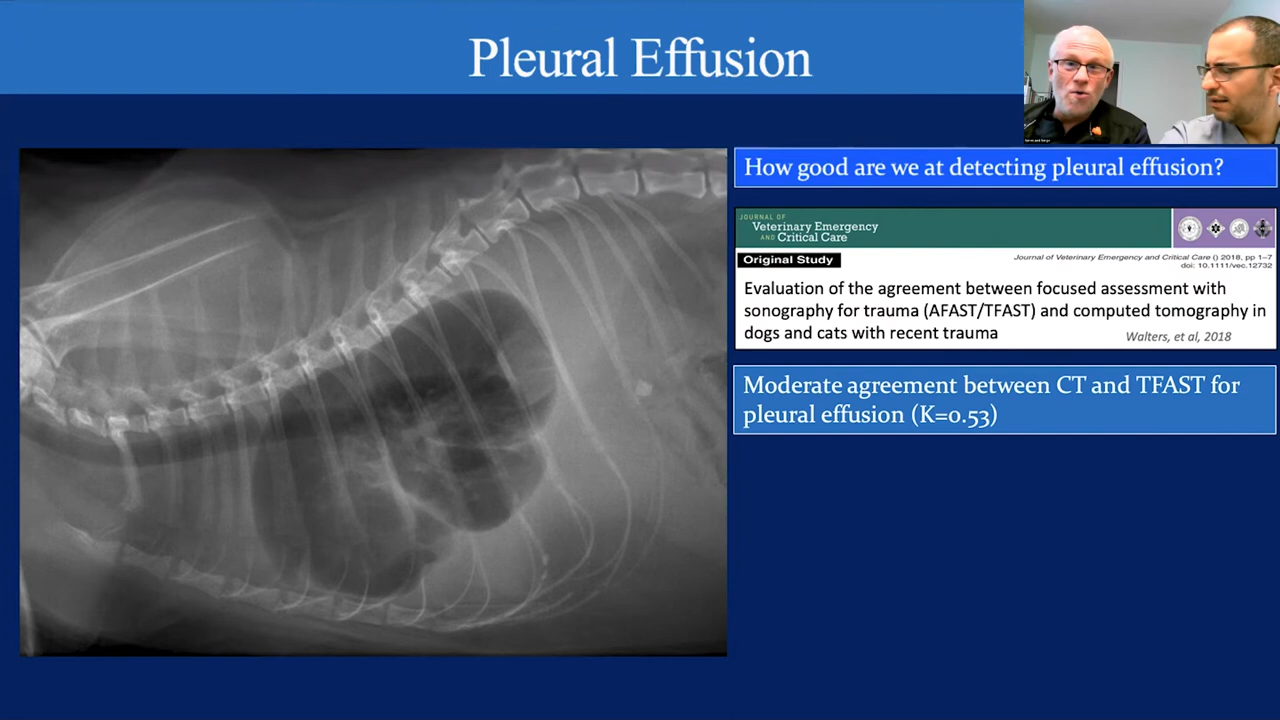 Pleural Effusion
How good are we at detecting pleural effusion?
JOURNAL OF
Veterinary Emergency
AND Critical Care
Original Study
Journal of Veterinary Emergency and Critical Care () 2018, pp 1–7
doi: 10.1111/vec.12732
Evaluation of the agreement between focused assessment with
sonography for trauma (AFAST/TFAST) and computed tomography in
dogs and cats with recent trauma
Walters, et al, 2018
Moderate agreement between CT and TFAST for
pleural effusion (K=0.53)